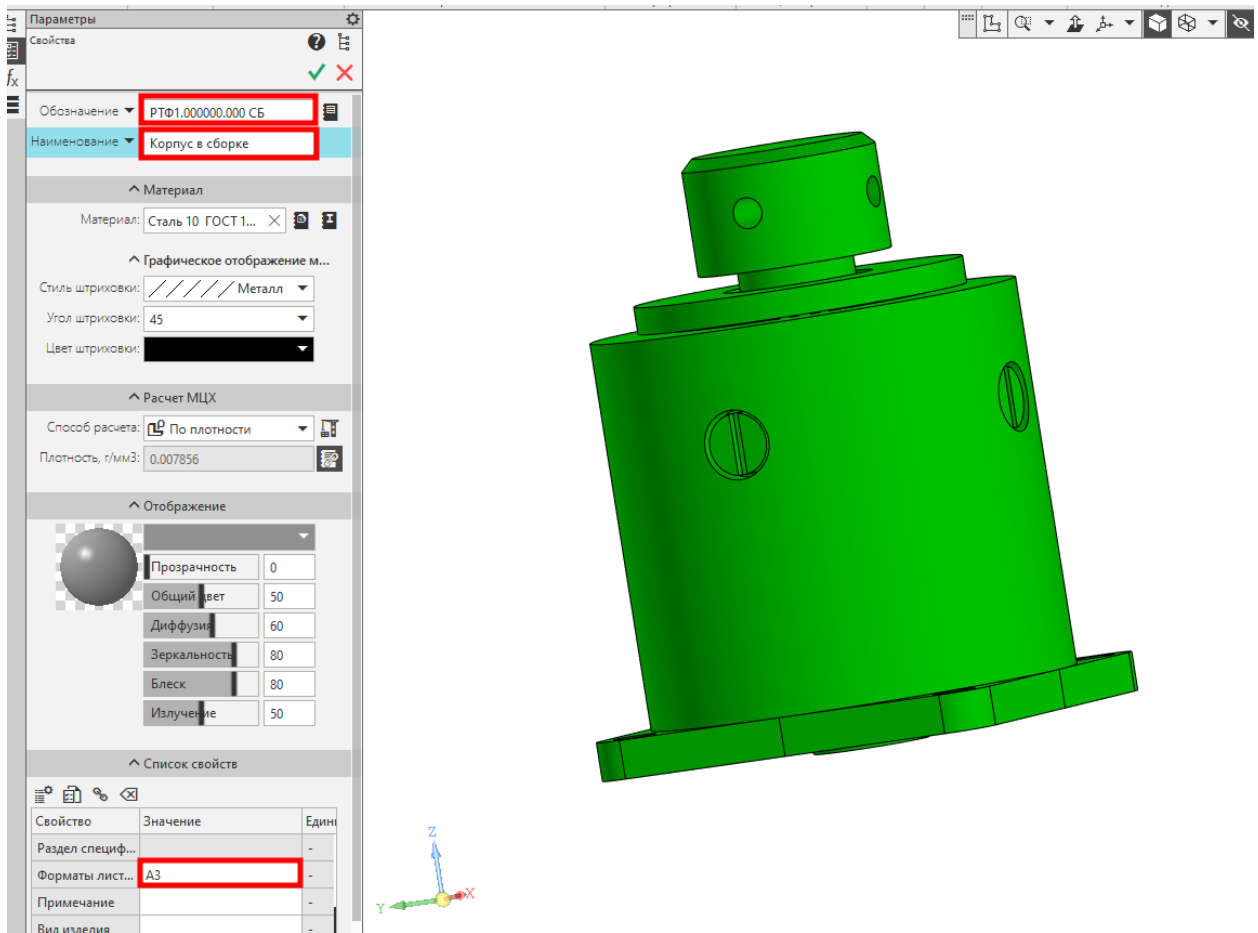 Параметры
Свойства
fx
Обозначение РТФ1.000000.000 СБ
Наименование Корпус в сборке
Материал
Материал: Сталь 10 ГОСТ 1...
Графическое отображение м...
Стиль штриховки: Металл
Угол штриховки: 45
Цвет штриховки:
Расчет МЦХ
Способ расчета: По плотности
Плотность, г/мм3: 0.007856
Отображение
Прозрачность 0
Общий цвет 50
Диффузия 60
Зеркальность 80
Блеск 80
Излучение 50
Список свойств
Свойство Значение Едини
Раздел специф... -
Форматы лист... А3 -
Примечание -
Вид изделия -
Z
Y X